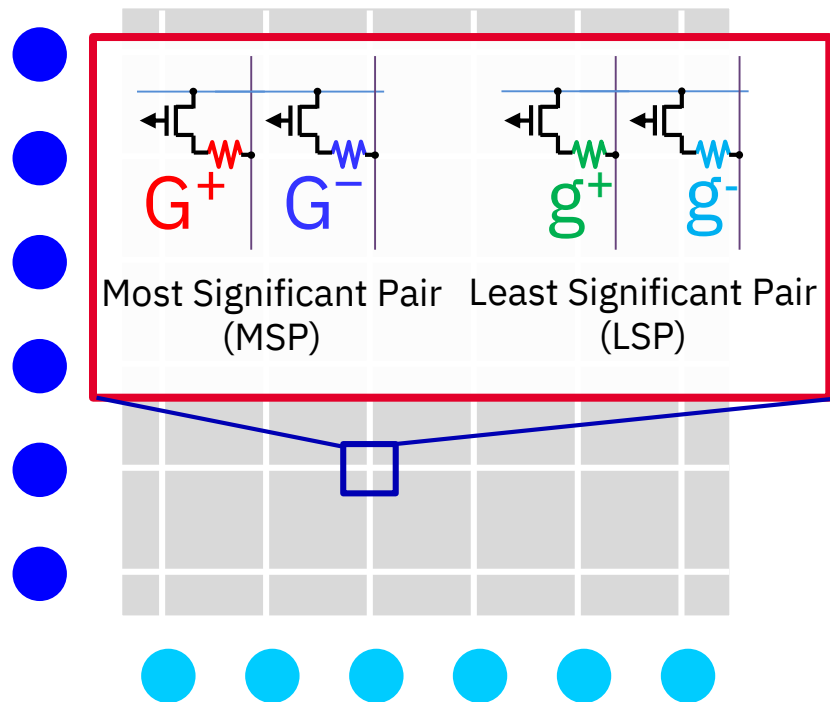 G⁺ G⁻ g⁺ g⁻
Most Significant Pair Least Significant Pair
(MSP) (LSP)